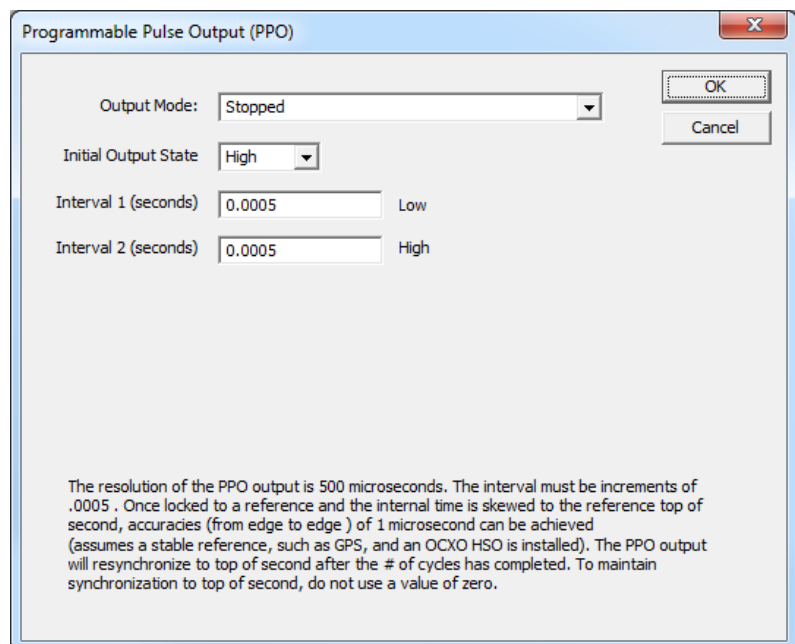 Programmable Pulse Output (PPO)
Output Mode: Stopped OK
Cancel
Initial Output State High
Interval 1 (seconds) 0.0005 Low
Interval 2 (seconds) 0.0005 High
The resolution of the PPO output is 500 microseconds. The interval must be increments of
.0005 . Once locked to a reference and the internal time is skewed to the reference top of
second, accuracies (from edge to edge ) of 1 microsecond can be achieved
(assumes a stable reference, such as GPS, and an OCXO HSO is installed). The PPO output
will resynchronize to top of second after the # of cycles has completed. To maintain
synchronization to top of second, do not use a value of zero.